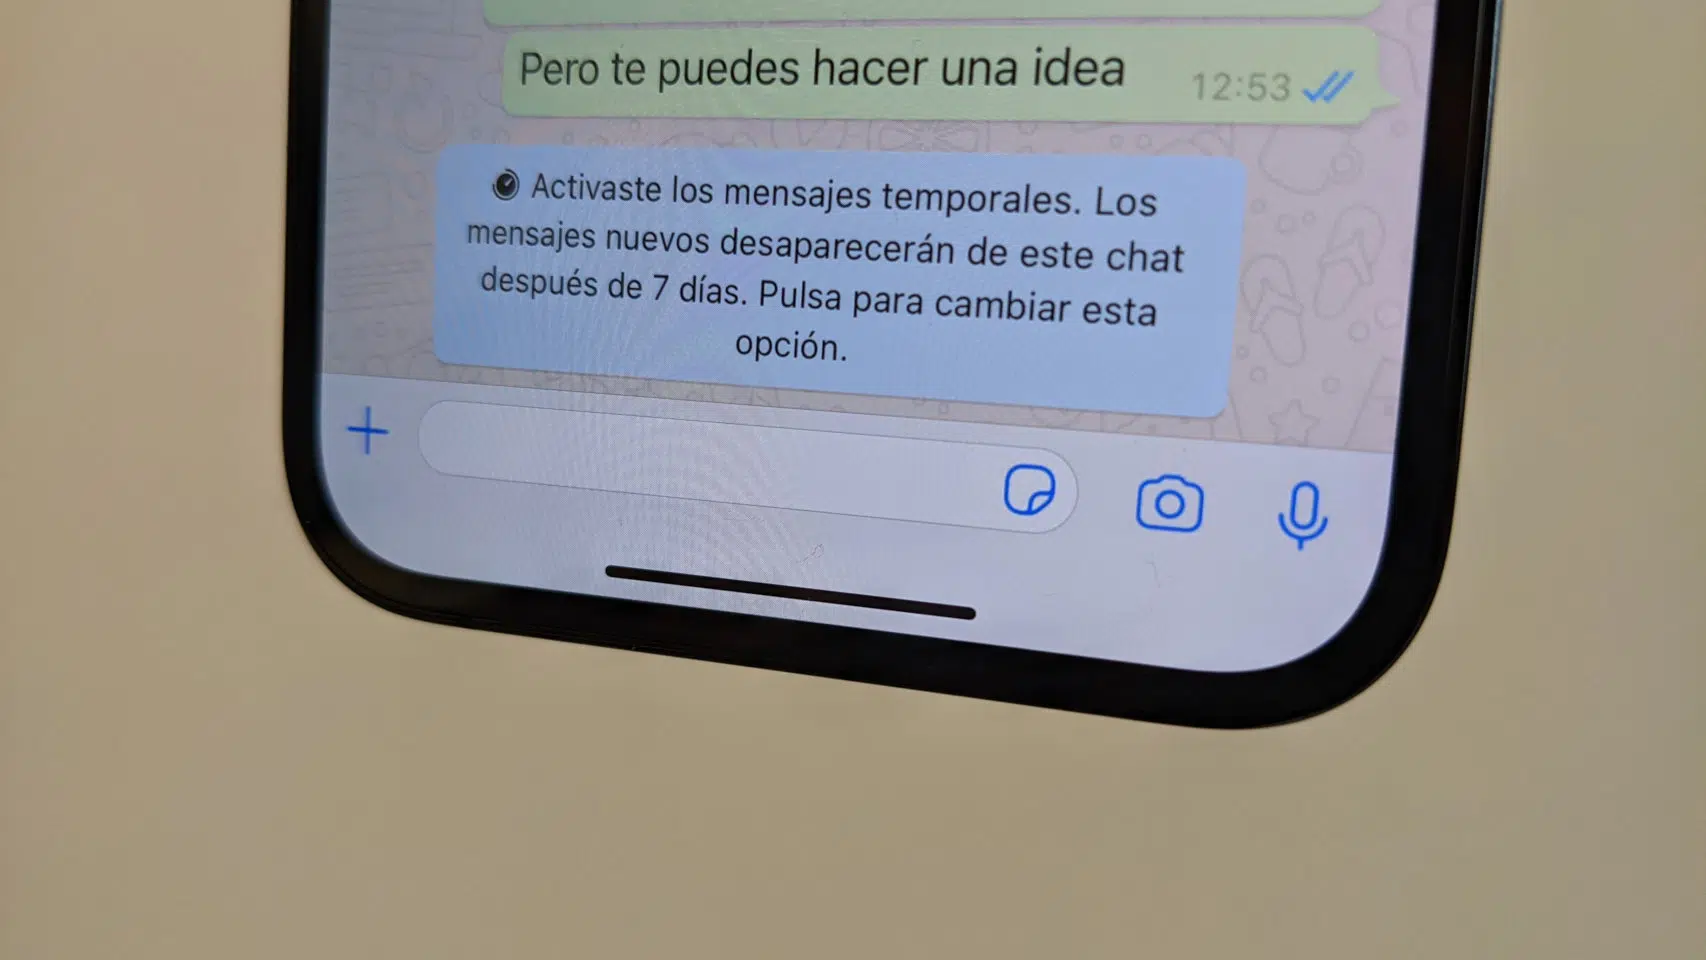 Pero te puedes hacer una idea
12:53
Activaste los mensajes temporales. Los
mensajes nuevos desaparecerán de este chat
después de 7 días. Pulsa para cambiar esta
opción.